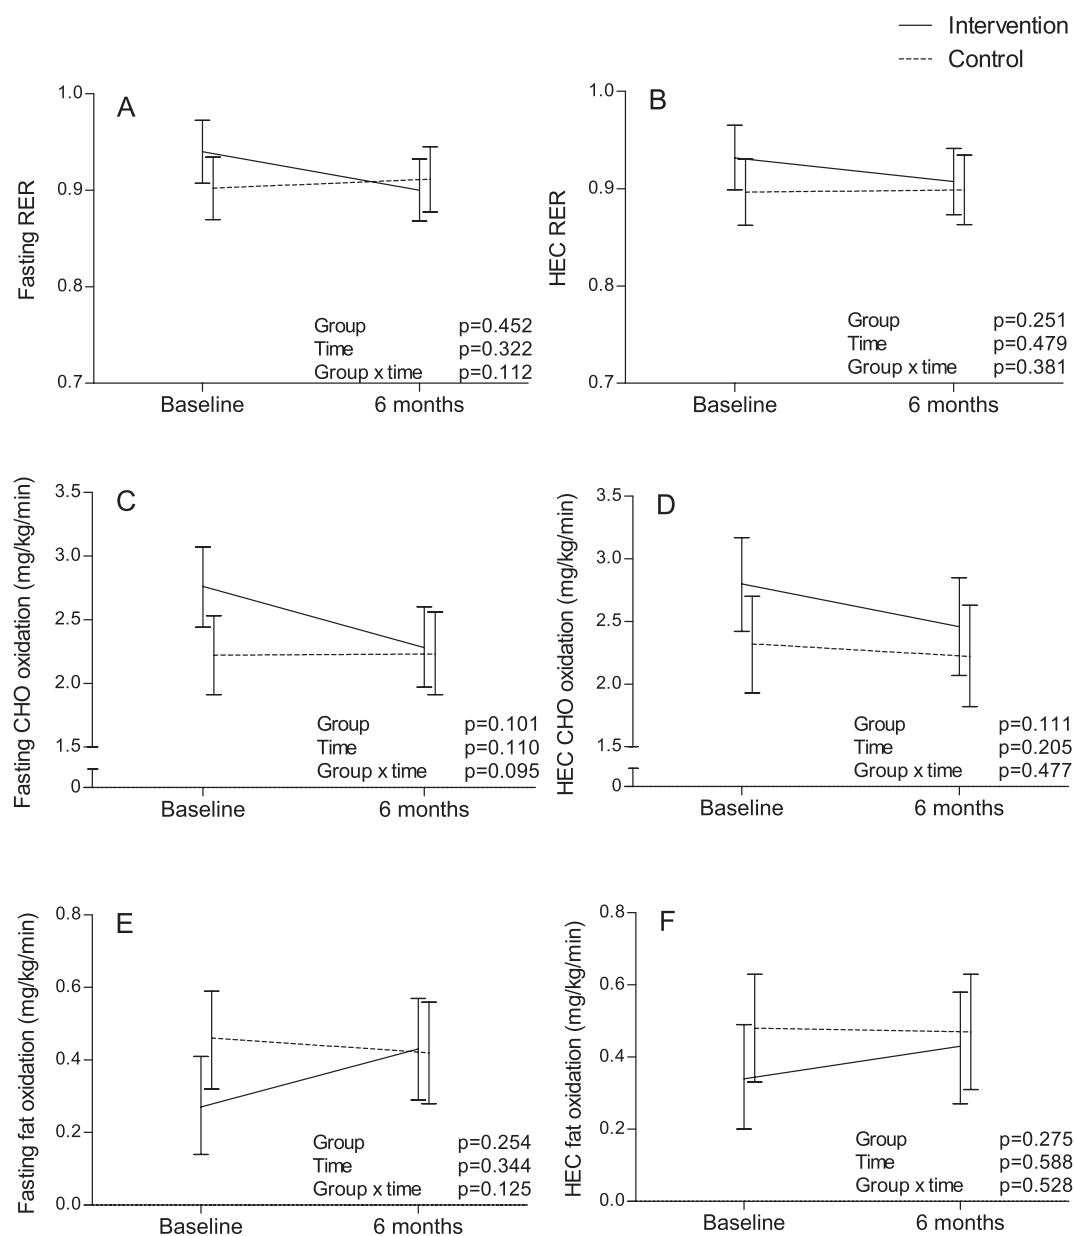 Intervention
Control
A
1.0
0.9
0.8
0.7
Fasting RER
Group p=0.452
Time p=0.322
Group x time p=0.112
Baseline 6 months
B
1.0
0.9
0.8
0.7
HEC RER
Group p=0.251
Time p=0.479
Group x time p=0.381
Baseline 6 months
C
3.5
3.0
2.5
2.0
1.5
0
Fasting CHO oxidation (mg/kg/min)
Group p=0.101
Time p=0.110
Group x time p=0.095
Baseline 6 months
D
3.5
3.0
2.5
2.0
1.5
0
HEC CHO oxidation (mg/kg/min)
Group p=0.111
Time p=0.205
Group x time p=0.477
Baseline 6 months
E
0.8
0.6
0.4
0.2
0.0
Fasting fat oxidation (mg/kg/min)
Group p=0.254
Time p=0.344
Group x time p=0.125
Baseline 6 months
F
0.8
0.6
0.4
0.2
0.0
HEC fat oxidation (mg/kg/min)
Group p=0.275
Time p=0.588
Group x time p=0.528
Baseline 6 months